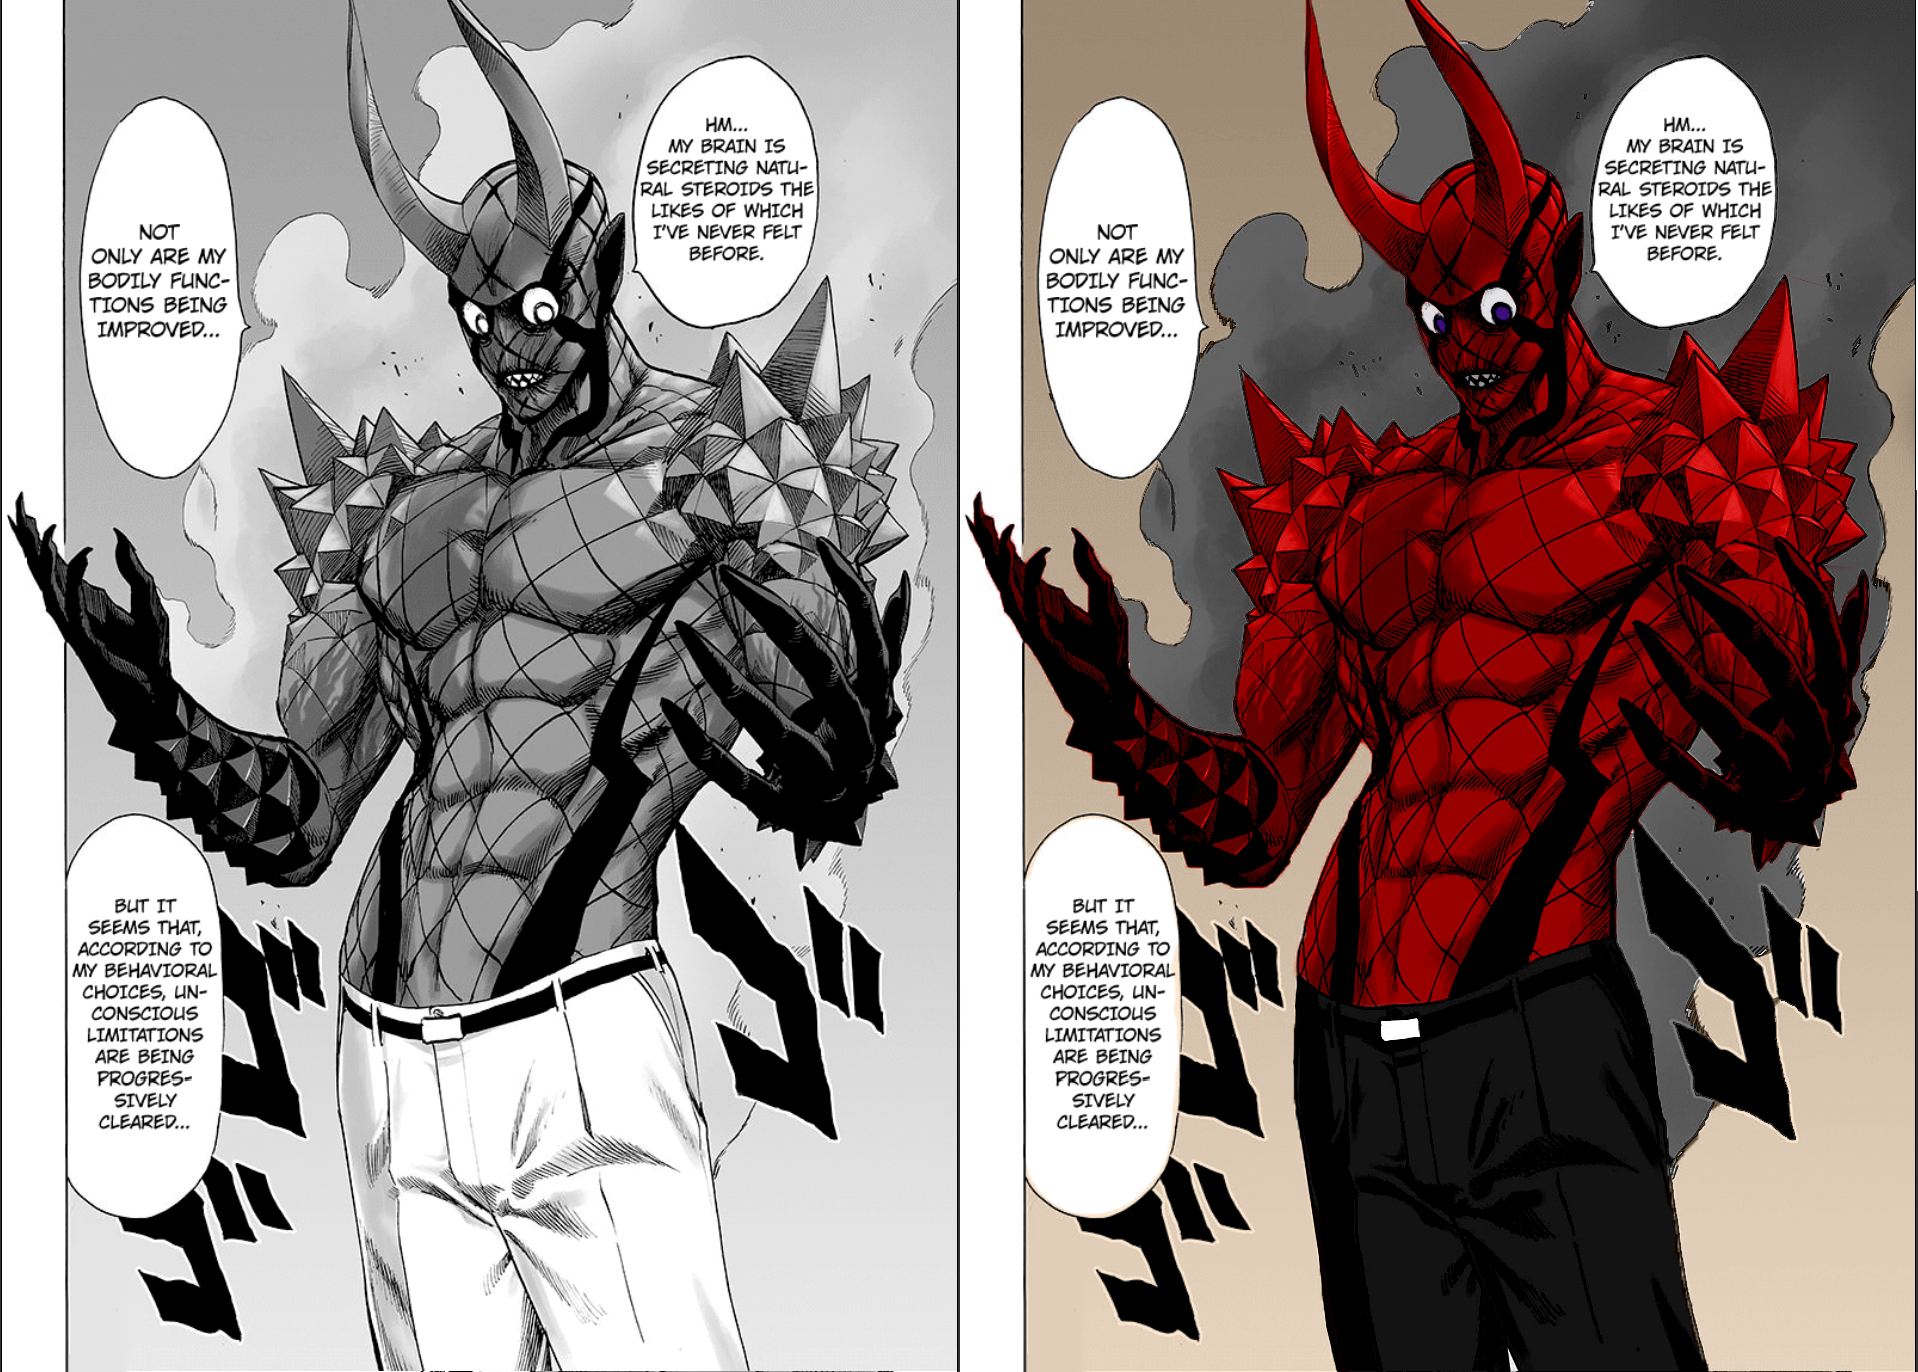 HM...
MY BRAIN IS
SECRETING NATU-
RAL STEROIDS THE
LIKES OF WHICH
I'VE NEVER FELT
BEFORE.
NOT
ONLY ARE MY
BODILY FUNC-
TIONS BEING
IMPROVED...
BUT IT
SEEMS THAT,
ACCORDING TO
MY BEHAVIORAL
CHOICES, UN-
CONSCIOUS
LIMITATIONS
ARE BEING
PROGRES-
SIVELY
CLEARED...
ゴ
ゴ
ゴ
HM...
MY BRAIN IS
SECRETING NATU-
RAL STEROIDS THE
LIKES OF WHICH
I'VE NEVER FELT
BEFORE.
NOT
ONLY ARE MY
BODILY FUNC-
TIONS BEING
IMPROVED...
BUT IT
SEEMS THAT,
ACCORDING TO
MY BEHAVIORAL
CHOICES, UN-
CONSCIOUS
LIMITATIONS
ARE BEING
PROGRES-
SIVELY
CLEARED...
ゴ
ゴ
ゴ